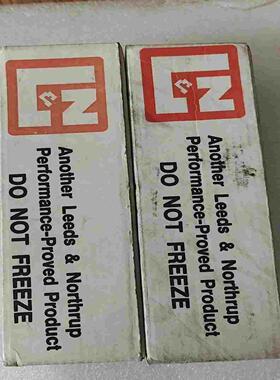 L&N
Another Leeds & Northrup
Performance-Proved Product
DO NOT FREEZE
L&N
Another Leeds & Northrup
Performance-Proved Product
DO NOT FREEZE